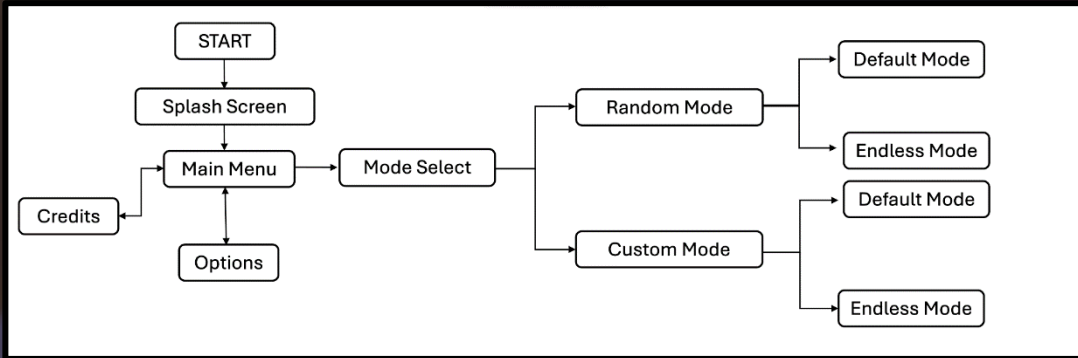 START
Splash Screen
Main Menu
Credits
Options
Mode Select
Random Mode
Default Mode
Endless Mode
Custom Mode
Default Mode
Endless Mode